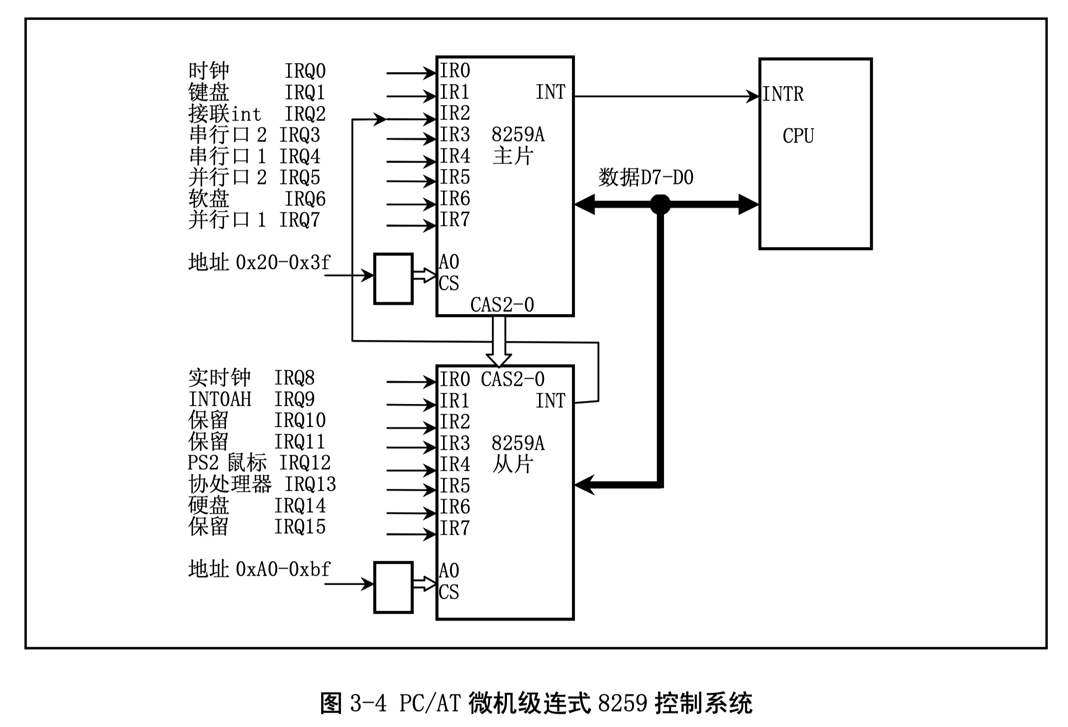 时钟 IRQ0
键盘 IRQ1
接联int IRQ2
串行口 2 IRQ3
串行口 1 IRQ4
并行口 2 IRQ5
软盘 IRQ6
并行口 1 IRQ7
地址 0x20-0x3f
IR0
IR1
IR2
IR3
IR4
IR5
IR6
IR7
A0
CS
INT
8259A
主片
CAS2-0
数据D7-D0
INTR
CPU
实时钟 IRQ8
INT0AH IRQ9
保留 IRQ10
保留 IRQ11
PS2 鼠标 IRQ12
协处理器 IRQ13
硬盘 IRQ14
保留 IRQ15
地址 0xA0-0xbf
IR0 CAS2-0
IR1
IR2
IR3
IR4
IR5
IR6
IR7
A0
CS
INT
8259A
从片
图 3-4 PC/AT 微机级连式 8259 控制系统